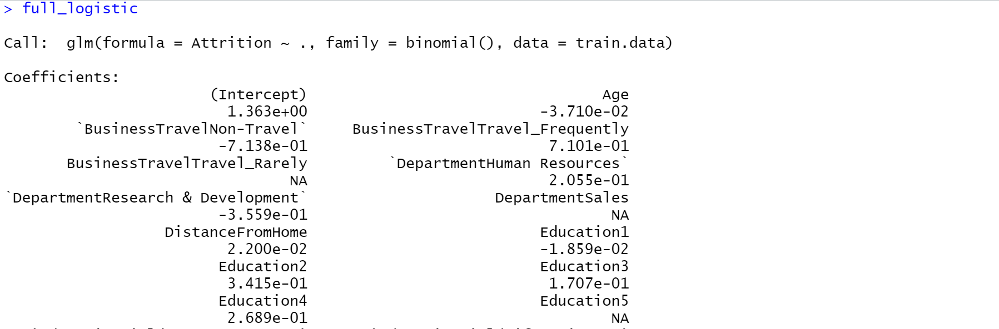 > full_logistic
Call:  glm(formula = Attrition ~ ., family = binomial(), data = train.data)
Coefficients:
(Intercept) Age
1.363e+00 -3.710e-02
`BusinessTravelNon-Travel` BusinessTravelTravel_Frequently
-7.138e-01 7.101e-01
BusinessTravelTravel_Rarely `DepartmentHuman Resources`
NA 2.055e-01
`DepartmentResearch & Development` DepartmentSales
-3.559e-01 NA
DistanceFromHome Education1
2.200e-02 -1.859e-02
Education2 Education3
3.415e-01 1.707e-01
Education4 Education5
2.689e-01 NA